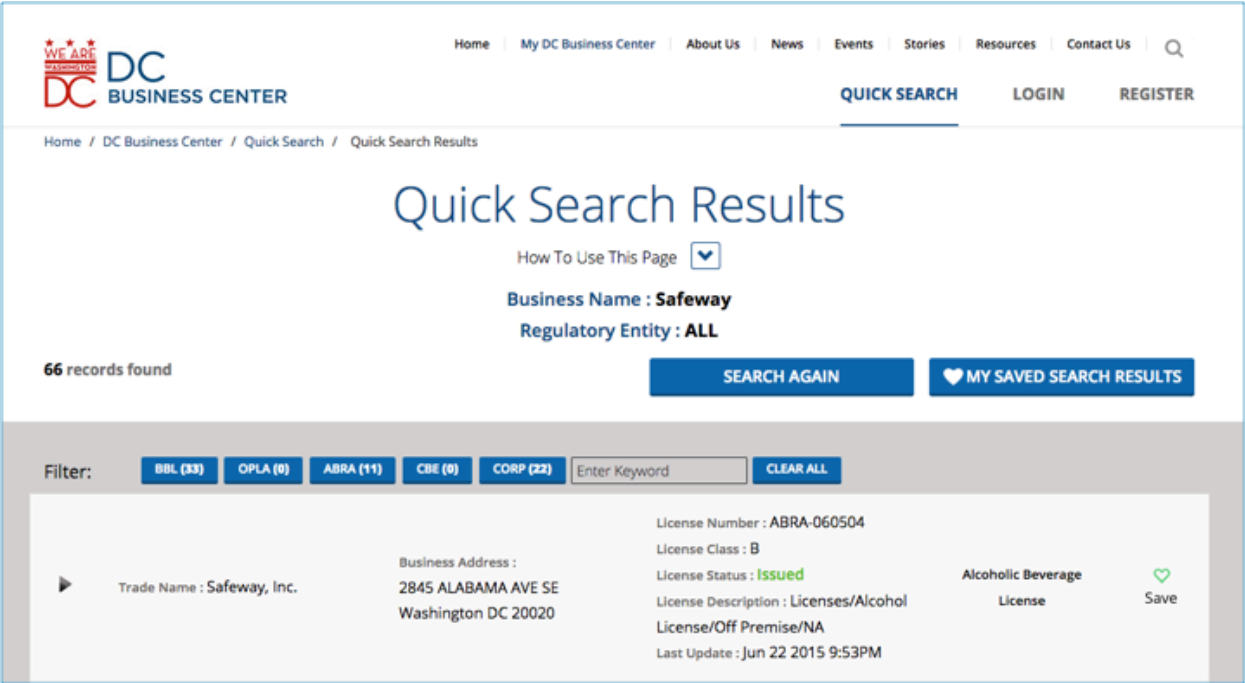 WE ARE
WASHINGTON
DC
DC
BUSINESS CENTER
Home My DC Business Center About Us News Events Stories Resources Contact Us
QUICK SEARCH LOGIN REGISTER
Home / DC Business Center / Quick Search / Quick Search Results
Quick Search Results
How To Use This Page
Business Name : Safeway
Regulatory Entity : ALL
66 records found
SEARCH AGAIN
MY SAVED SEARCH RESULTS
Filter: BBL (33) OPLA (0) ABRA (11) CBE (0) CORP (22) Enter Keyword CLEAR ALL
Trade Name : Safeway, Inc.
Business Address :
2845 ALABAMA AVE SE
Washington DC 20020
License Number : ABRA-060504
License Class : B
License Status : Issued
License Description : Licenses/Alcohol
License/Off Premise/NA
Last Update : Jun 22 2015 9:53PM
Alcoholic Beverage
License
Save